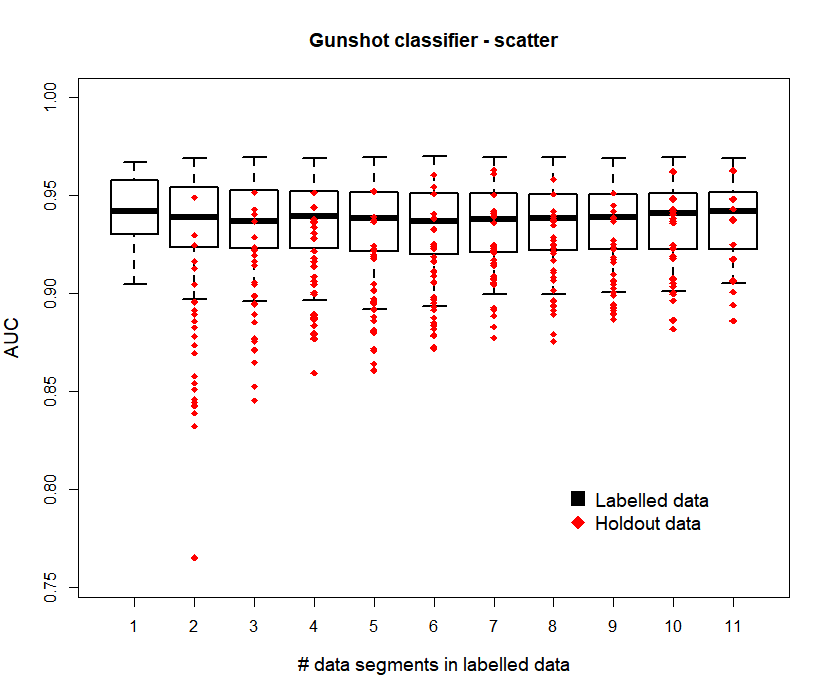 Gunshot classifier - scatter
1.00
0.95
0.90
0.85
0.80
0.75
AUC
Labelled data
Holdout data
1 2 3 4 5 6 7 8 9 10 11
# data segments in labelled data